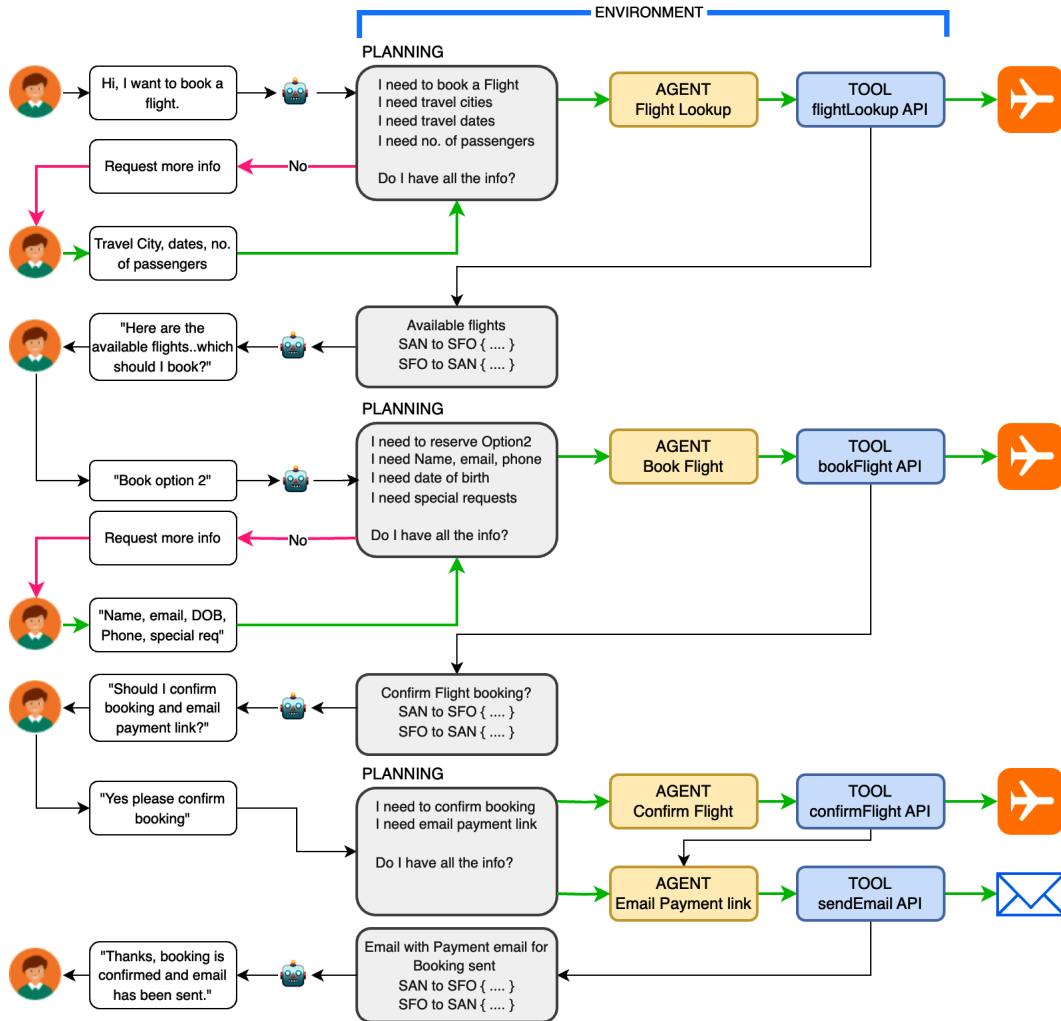 ENVIRONMENT
PLANNING
Hi, I want to book a
flight.
I need to book a Flight
I need travel cities
I need travel dates
I need no. of passengers
Do I have all the info?
AGENT
Flight Lookup
TOOL
flightLookup API
Request more info
No
Travel City, dates, no.
of passengers
"Here are the
available flights..which
should I book?"
Available flights
SAN to SFO { .... }
SFO to SAN { .... }
PLANNING
"Book option 2"
I need to reserve Option2
I need Name, email, phone
I need date of birth
I need special requests
Do I have all the info?
AGENT
Book Flight
TOOL
bookFlight API
Request more info
No
"Name, email, DOB,
Phone, special req"
"Should I confirm
booking and email
payment link?"
Confirm Flight booking?
SAN to SFO { .... }
SFO to SAN { .... }
PLANNING
"Yes please confirm
booking"
I need to confirm booking
I need email payment link
Do I have all the info?
AGENT
Confirm Flight
TOOL
confirmFlight API
AGENT
Email Payment link
TOOL
sendEmail API
"Thanks, booking is
confirmed and email
has been sent."
Email with Payment email for
Booking sent
SAN to SFO { .... }
SFO to SAN { .... }